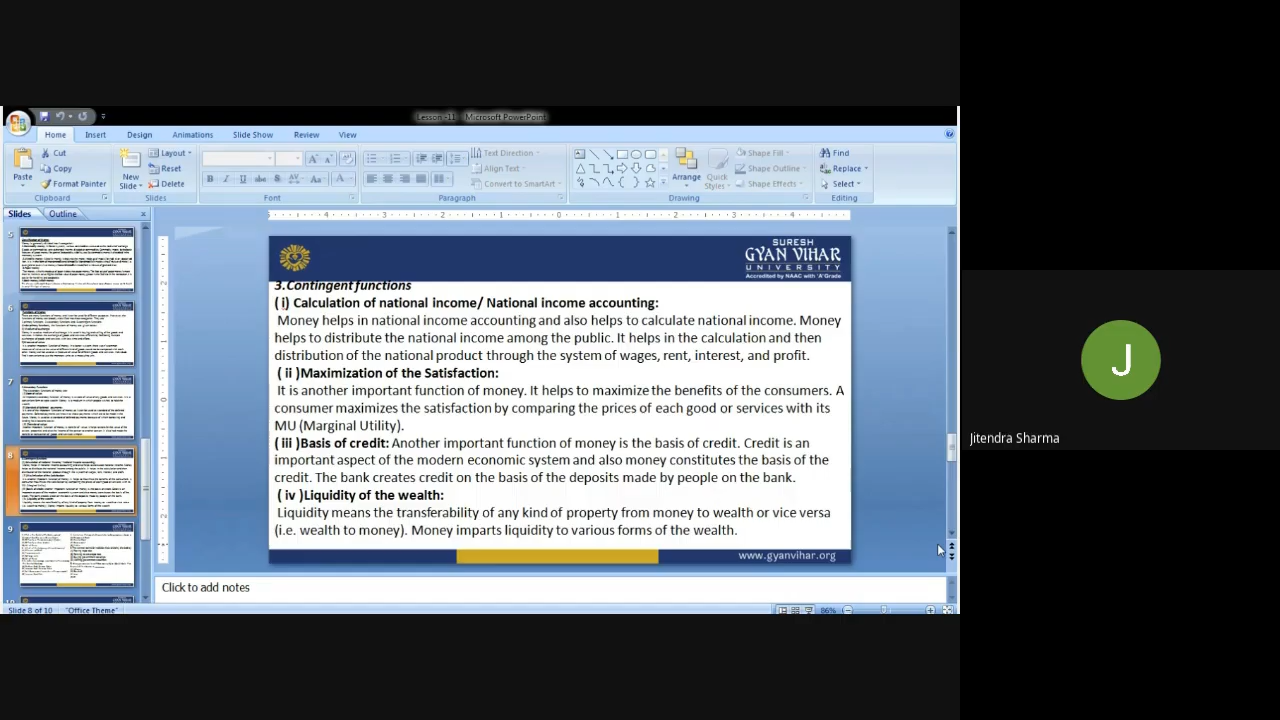 Lesson -11 - Microsoft PowerPoint
Home Insert Design Animations Slide Show Review View
Cut
Copy
Format Painter
Paste
Clipboard
New
Slide
Layout
Reset
Delete
Slides
Font
Text Direction
Align Text
Convert to SmartArt
Paragraph
Arrange
Quick
Styles
Shape Fill
Shape Outline
Shape Effects
Drawing
Find
Replace
Select
Editing
Slides Outline
5
6
7
8
9
SURESH
GYAN VIHAR
UNIVERSITY
Accredited by NAAC with 'A'Grade
3.Contingent functions
( i) Calculation of national income/ National income accounting:
Money helps in national income accounting and also helps to calculate national income. Money
helps to distribute the national income among the public. It helps in the calculation and then
distribution of the national product through the system of wages, rent, interest, and profit.
( ii )Maximization of the Satisfaction:
It is another important function of money. It helps to maximize the benefits of the consumers. A
consumer maximizes the satisfaction by comparing the prices of each good or services with its
MU (Marginal Utility).
( iii )Basis of credit: Another important function of money is the basis of credit. Credit is an
important aspect of the modern economic system and also money constitutes the basis of the
credit. The bank creates credit on the basis of the deposits made by people on the bank.
( iv )Liquidity of the wealth:
Liquidity means the transferability of any kind of property from money to wealth or vice versa
(i.e. wealth to money). Money imparts liquidity to various forms of the wealth.
www.gyanvihar.org
Click to add notes
Slide 8 of 10 "Office Theme" 86%
J
Jitendra Sharma